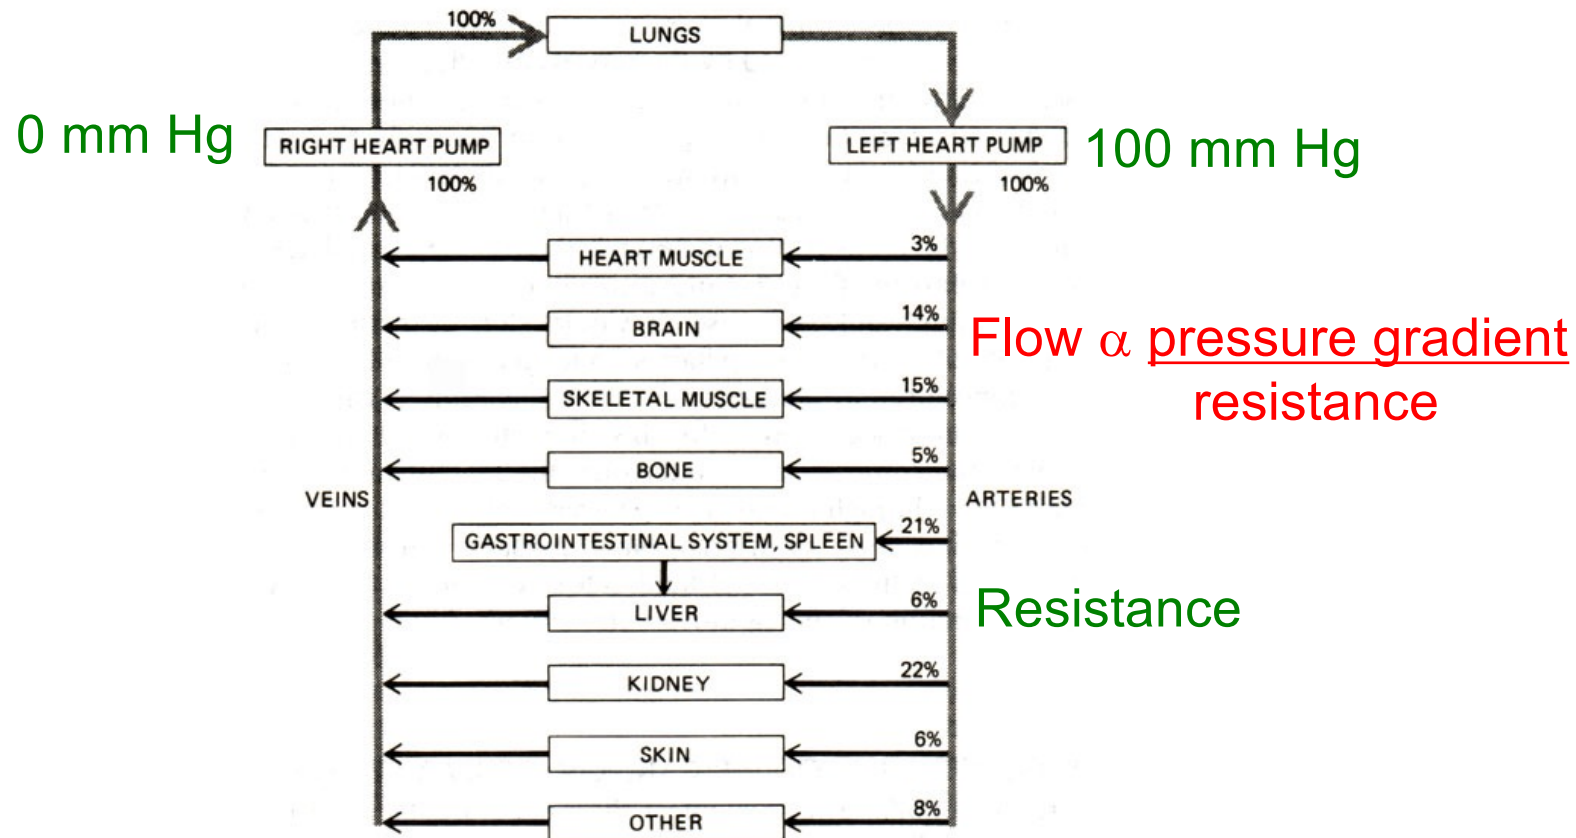 100%
LUNGS
0 mm Hg
RIGHT HEART PUMP
LEFT HEART PUMP
100 mm Hg
100%
100%
HEART MUSCLE
3%
BRAIN
14%
Flow α pressure gradient
resistance
SKELETAL MUSCLE
15%
BONE
5%
VEINS
ARTERIES
GASTROINTESTINAL SYSTEM, SPLEEN
21%
LIVER
6%
Resistance
KIDNEY
22%
SKIN
6%
OTHER
8%